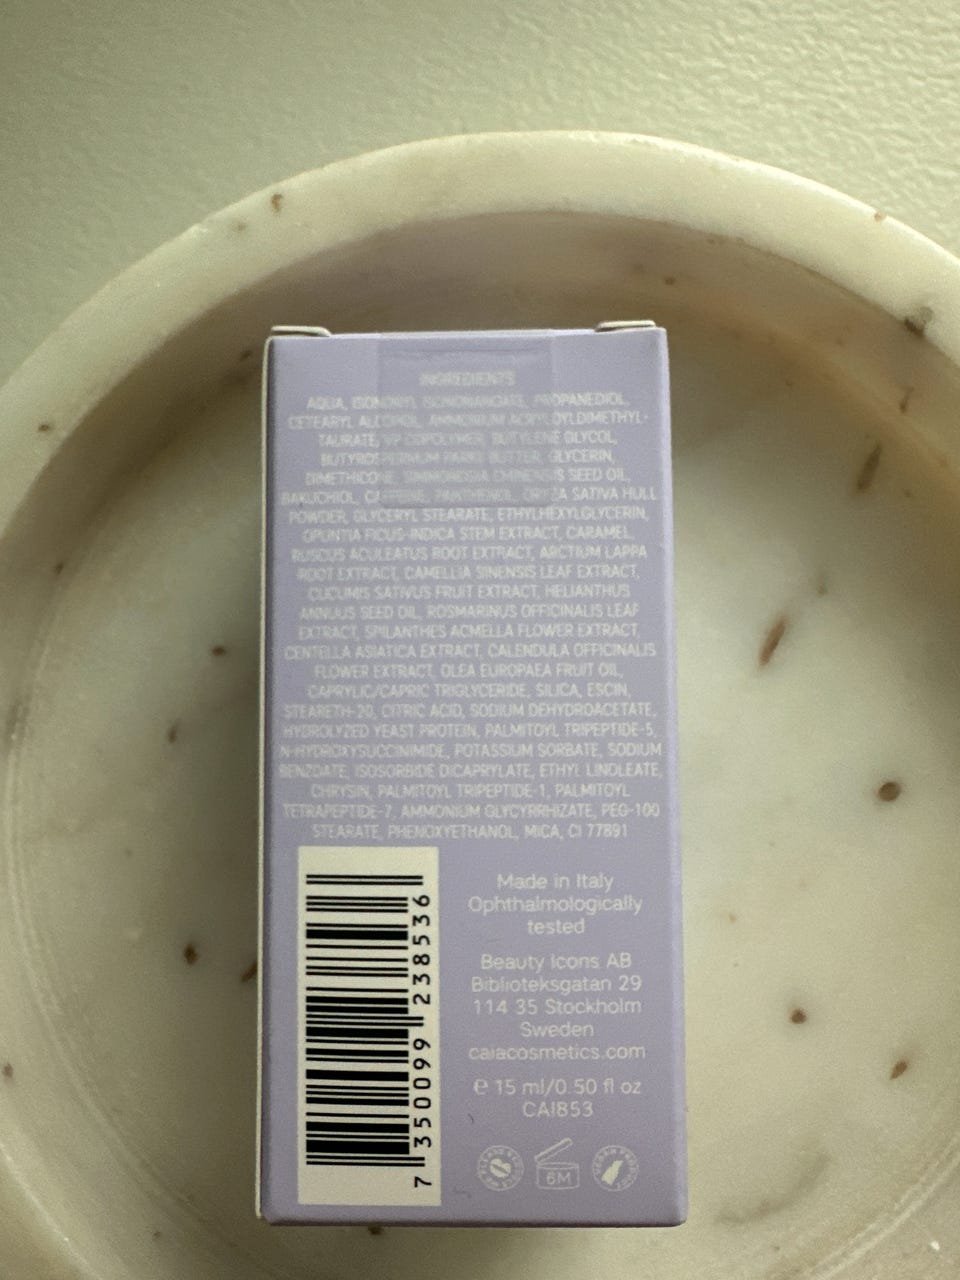 INGREDIENTS
AQUA, ISONONYL ISONONANOATE, PROPANEDIOL,
CETEARYL ALCOHOL, AMMONIUM ACRYLOYLDIMETHYL-
TAURATE/VP COPOLYMER, BUTYLENE GLYCOL,
BUTYROSPERMUM PARKII BUTTER, GLYCERIN,
DIMETHICONE, SIMMONDSIA CHINENSIS SEED OIL,
BAKUCHIOL, CAFFEINE, PANTHENOL, ORYZA SATIVA HULL
POWDER, GLYCERYL STEARATE, ETHYLHEXYLGLYCERIN,
OPUNTIA FICUS-INDICA STEM EXTRACT, CARAMEL,
RUSCUS ACULEATUS ROOT EXTRACT, ARCTIUM LAPPA
ROOT EXTRACT, CAMELLIA SINENSIS LEAF EXTRACT,
CUCUMIS SATIVUS FRUIT EXTRACT, HELIANTHUS
ANNUUS SEED OIL, ROSMARINUS OFFICINALIS LEAF
EXTRACT, SPILANTHES ACMELLA FLOWER EXTRACT,
CENTELLA ASIATICA EXTRACT, CALENDULA OFFICINALIS
FLOWER EXTRACT, OLEA EUROPAEA FRUIT OIL,
CAPRYLIC/CAPRIC TRIGLYCERIDE, SILICA, ESCIN,
STEARETH-20, CITRIC ACID, SODIUM DEHYDROACETATE,
HYDROLYZED YEAST PROTEIN, PALMITOYL TRIPEPTIDE-5,
N-HYDROXYSUCCINIMIDE, POTASSIUM SORBATE, SODIUM
BENZOATE, ISOSORBIDE DICAPRYLATE, ETHYL LINOLEATE,
CHRYSIN, PALMITOYL TRIPEPTIDE-1, PALMITOYL
TETRAPEPTIDE-7, AMMONIUM GLYCYRRHIZATE, PEG-100
STEARATE, PHENOXYETHANOL, MICA, CI 77891
7 350099 238536
Made in Italy
Ophthalmologically
tested
Beauty Icons AB
Biblioteksgatan 29
114 35 Stockholm
Sweden
caiacosmetics.com
e 15 ml/0.50 fl oz
CAI853
6M
VEGAN PRODUCT